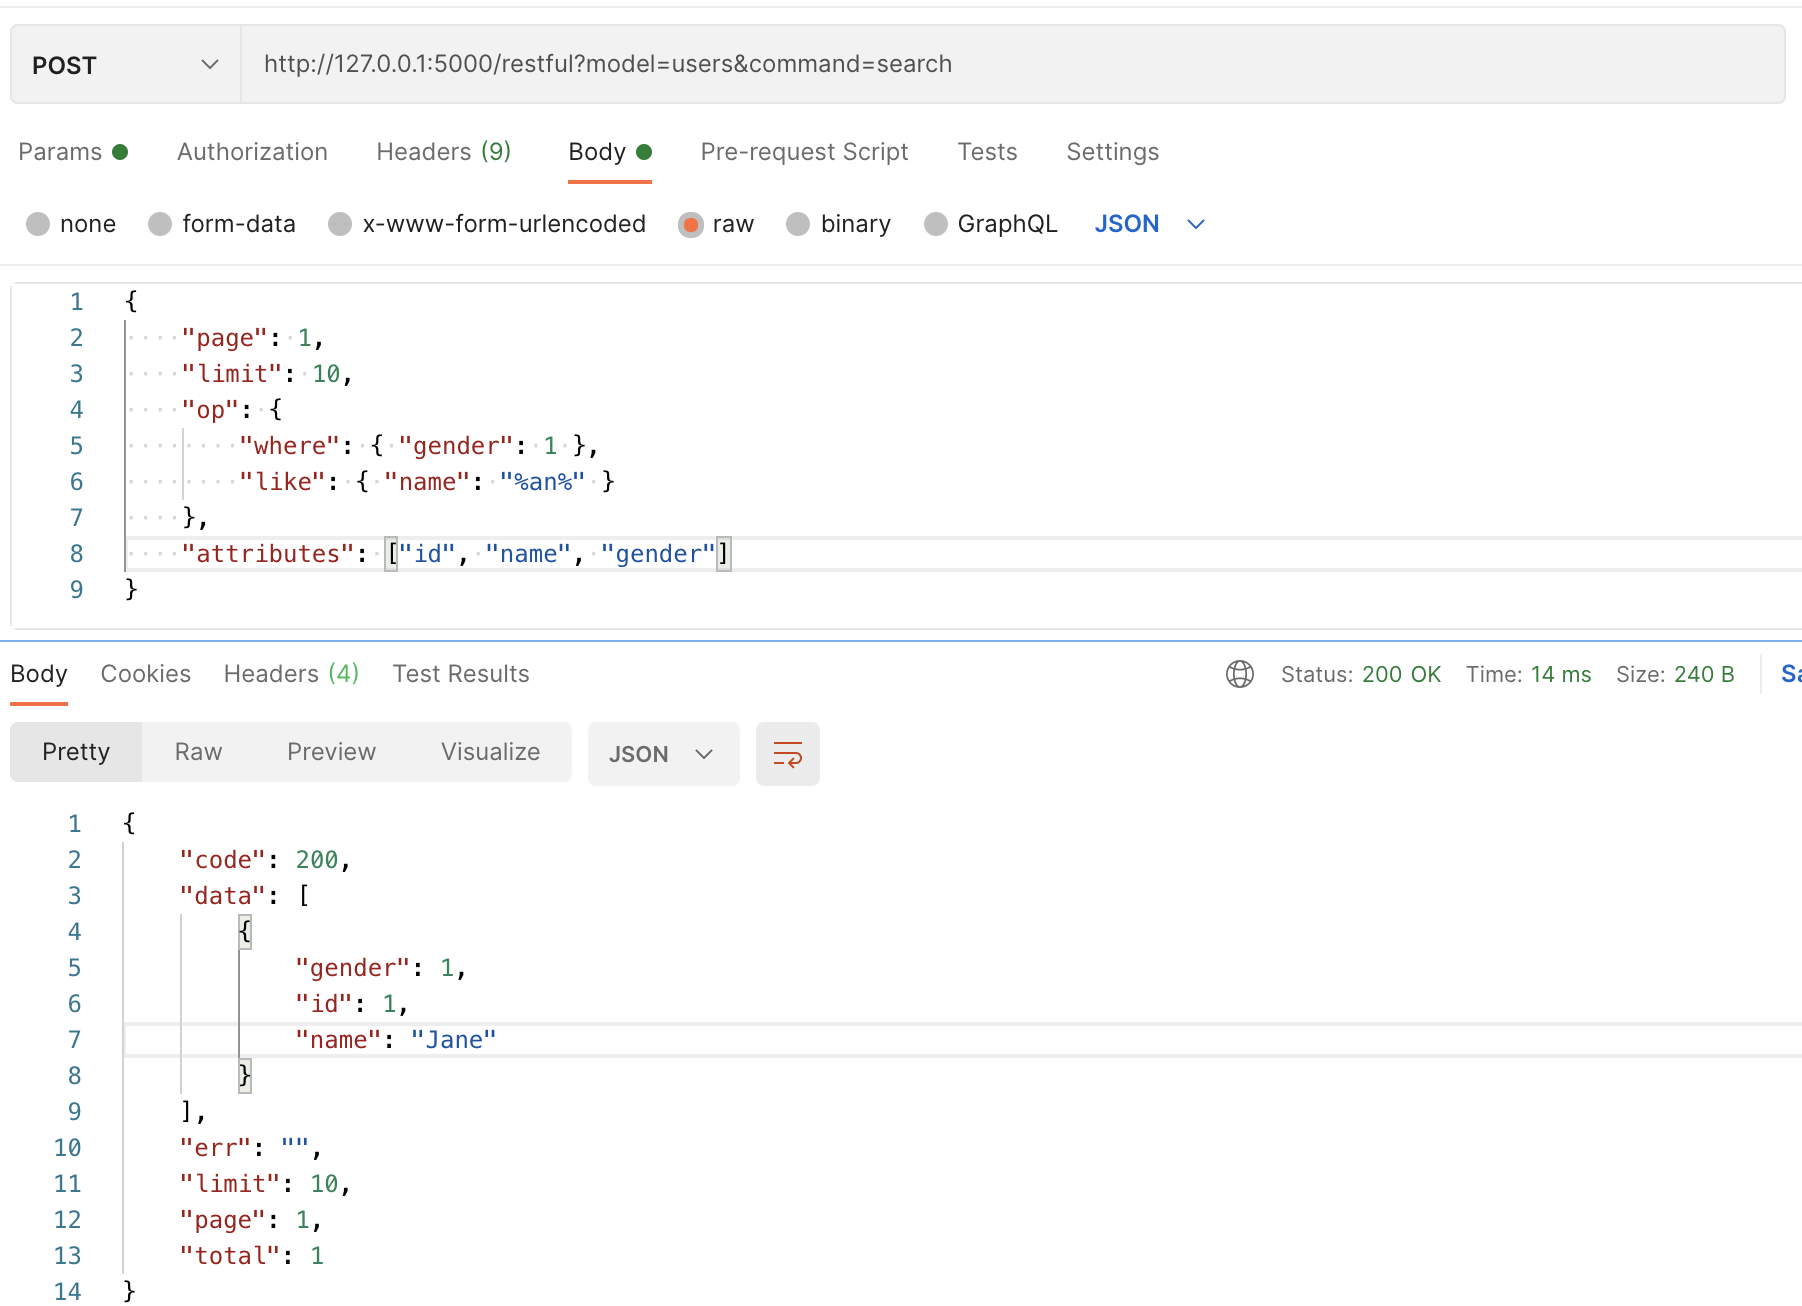 POST http://127.0.0.1:5000/restful?model=users&command=search
Params Authorization Headers (9) Body Pre-request Script Tests Settings
none form-data x-www-form-urlencoded raw binary GraphQL JSON
1 {
2 "page": 1,
3 "limit": 10,
4 "op": {
5 "where": { "gender": 1 },
6 "like": { "name": "%an%" }
7 },
8 "attributes": ["id", "name", "gender"]
9 }
Body Cookies Headers (4) Test Results Status: 200 OK Time: 14 ms Size: 240 B Sa
Pretty Raw Preview Visualize JSON
1 {
2 "code": 200,
3 "data": [
4 {
5 "gender": 1,
6 "id": 1,
7 "name": "Jane"
8 }
9 ],
10 "err": "",
11 "limit": 10,
12 "page": 1,
13 "total": 1
14 }